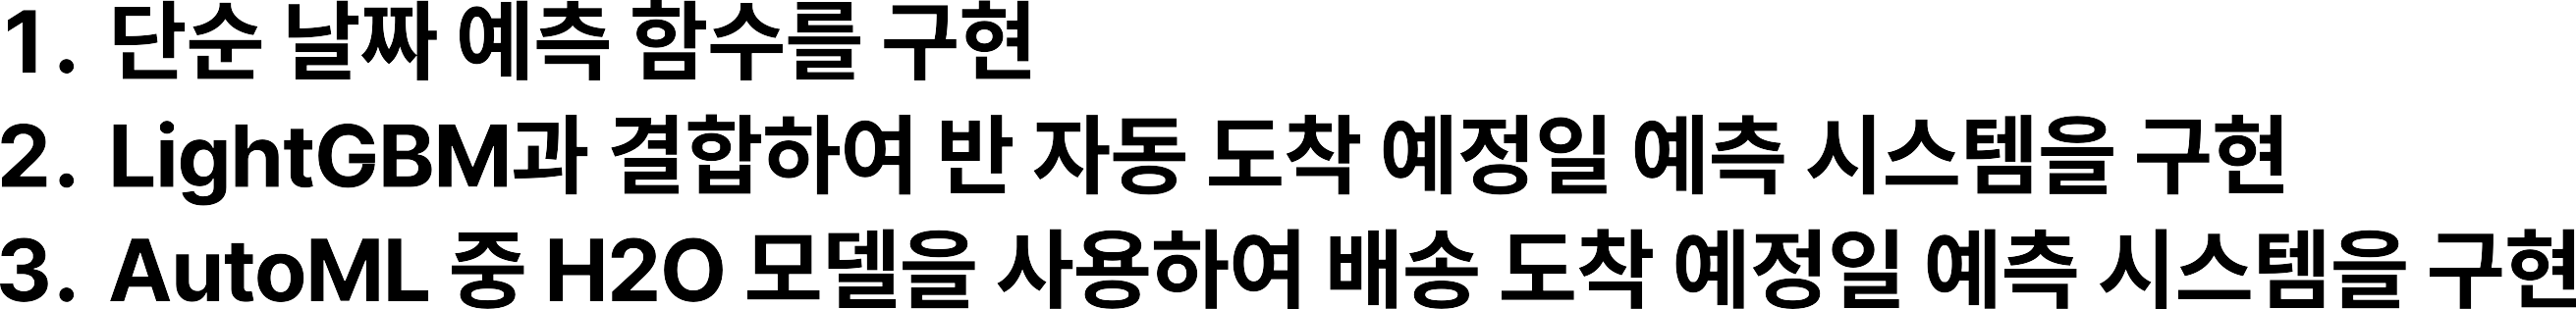 1. 단순 날짜 예측 함수를 구현
2. LightGBM과 결합하여 반 자동 도착 예정일 예측 시스템을 구현
3. AutoML 중 H2O 모델을 사용하여 배송 도착 예정일 예측 시스템을 구현